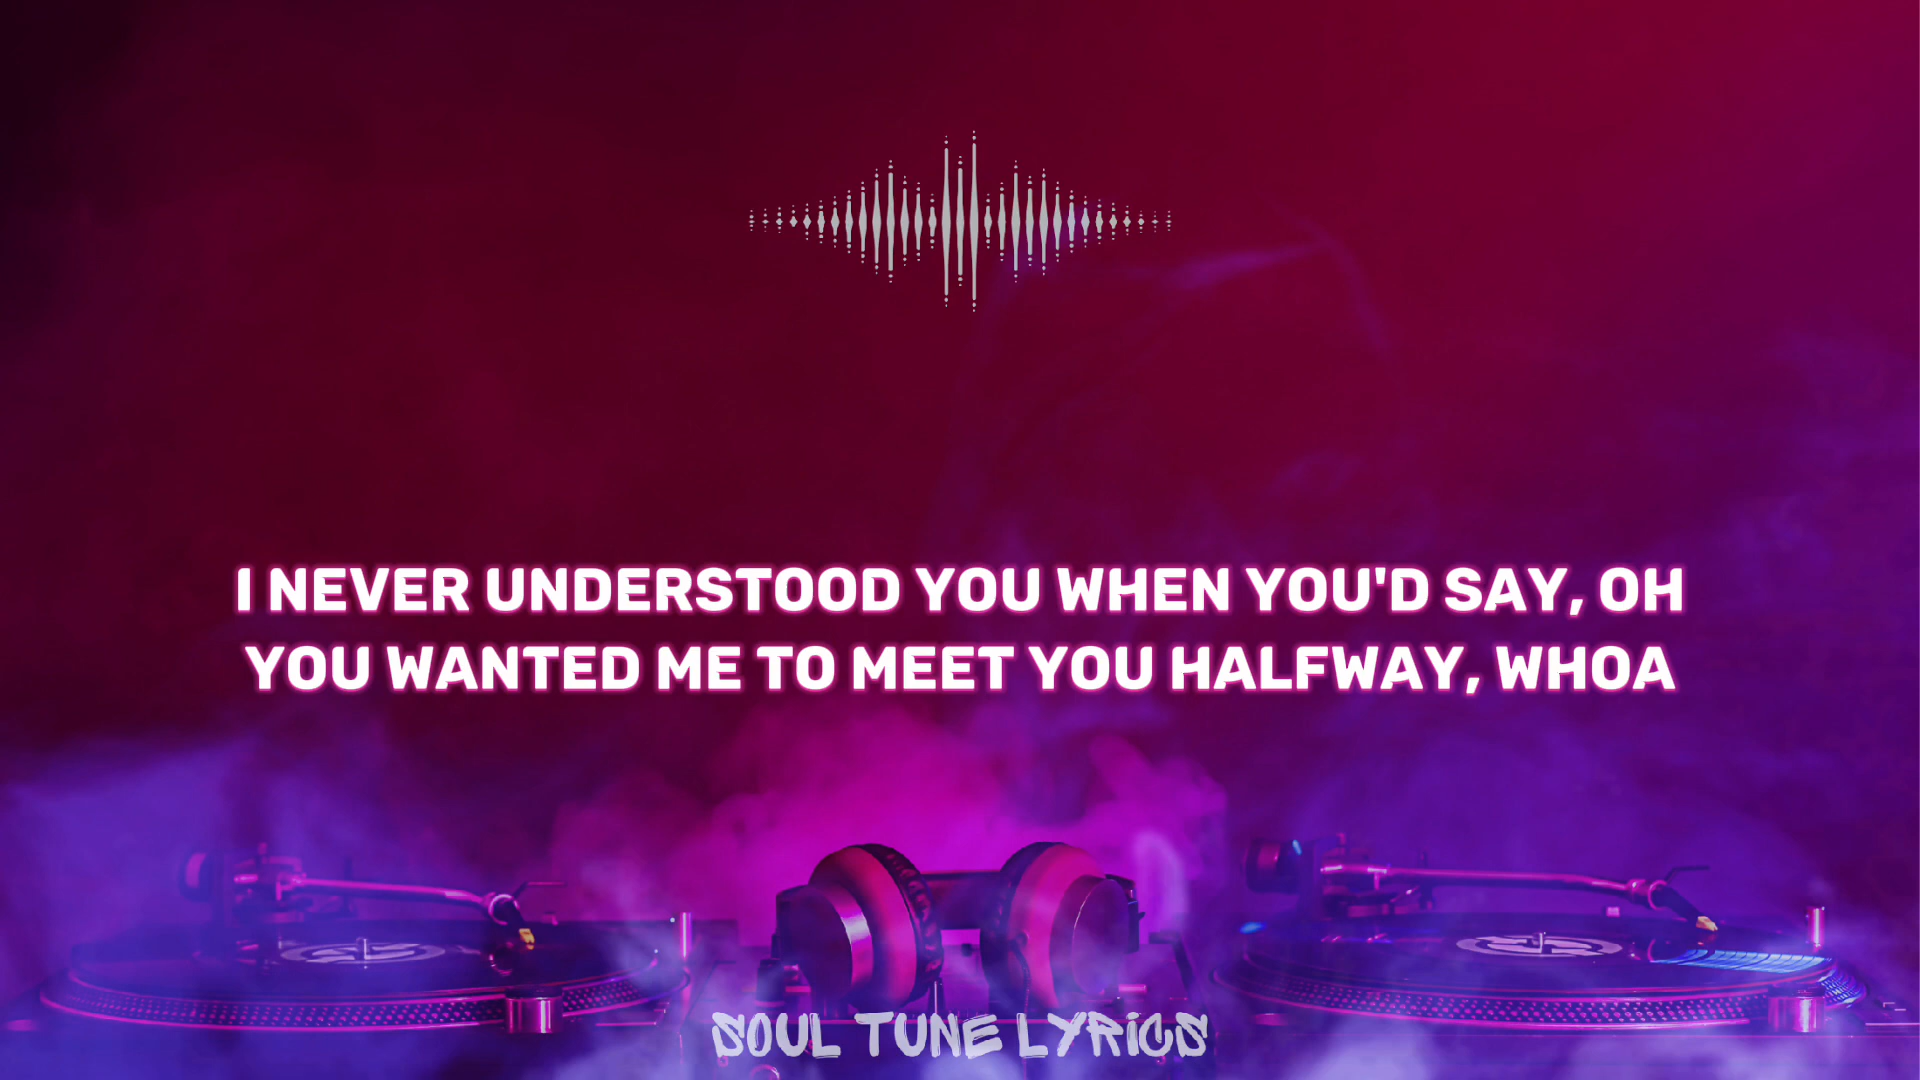 I NEVER UNDERSTOOD YOU WHEN YOU'D SAY, OH
YOU WANTED ME TO MEET YOU HALFWAY, WHOA
SOUL TUNE LYRICS